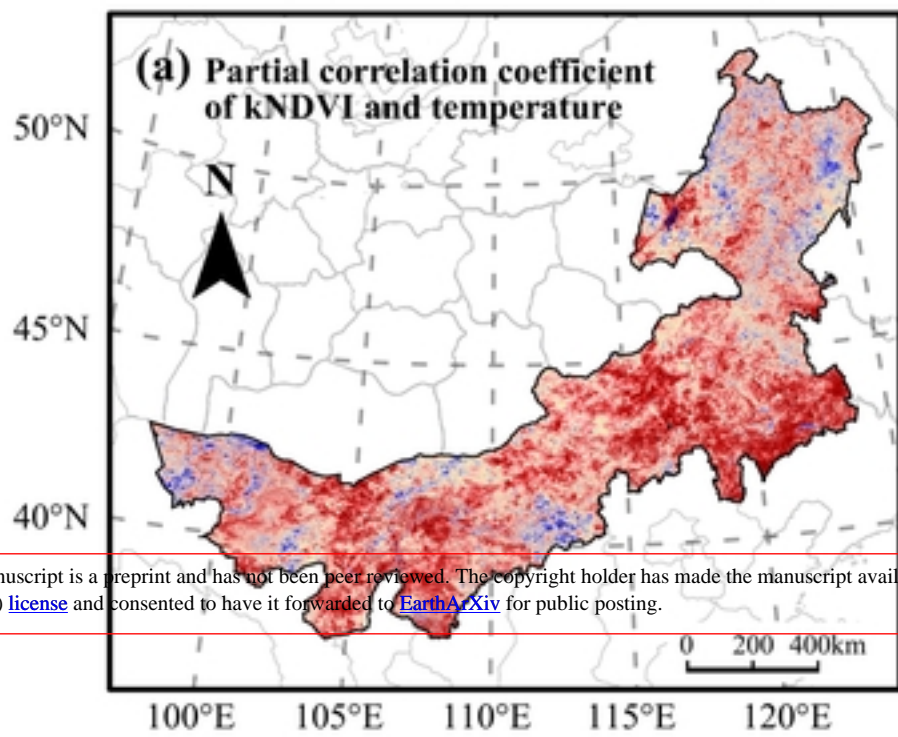 (a) Partial correlation coefficient
of kNDVI and temperature
50°N
N
45°N
40°N
manuscript is a preprint and has not been peer reviewed. The copyright holder has made the manuscript avail
) license and consented to have it forwarded to EarthArXiv for public posting.
0 200 400km
100°E 105°E 110°E 115°E 120°E